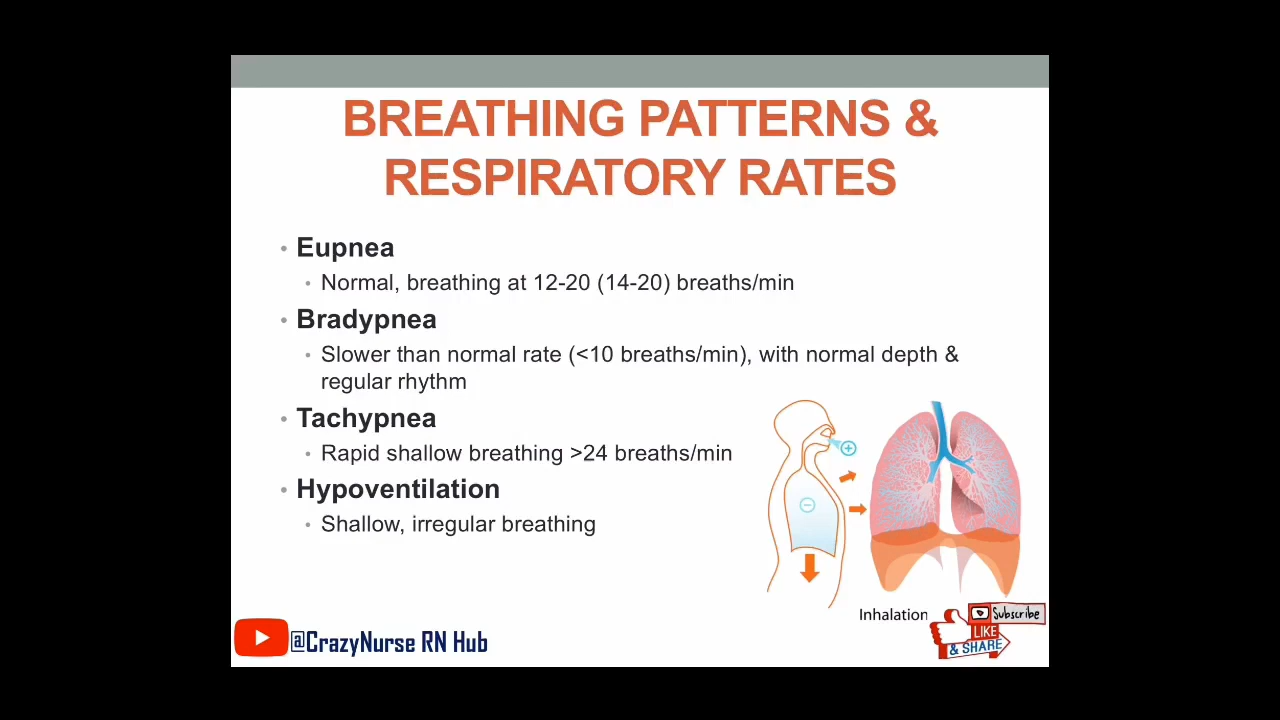 BREATHING PATTERNS &
RESPIRATORY RATES
• Eupnea
• Normal, breathing at 12-20 (14-20) breaths/min
• Bradypnea
• Slower than normal rate (<10 breaths/min), with normal depth &
regular rhythm
• Tachypnea
• Rapid shallow breathing >24 breaths/min
• Hypoventilation
• Shallow, irregular breathing
+
−
Inhalation
Subscribe
LIKE
& SHARE
@CrazyNurse RN Hub